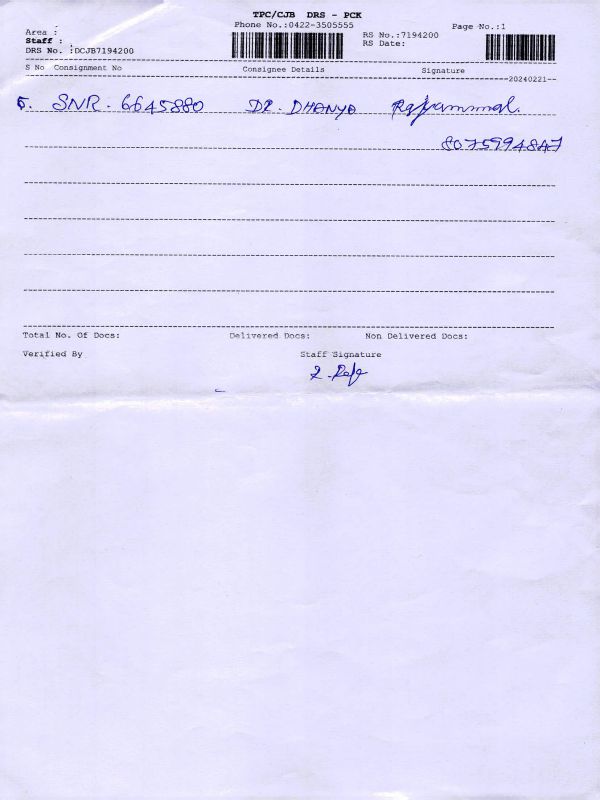 TPC/CJB DRS - PCK
Phone No.:0422-3505555 Page No.:1
Area :
Staff : RS No.:7194200
DRS No. :DCJB7194200 RS Date:
S No Consignment No Consignee Details Signature
20240221
5. SNR. 6645880 DR. DHANYA Rajammal.
Total No. Of Docs: Delivered Docs: Non Delivered Docs:
Verified By Staff Signature